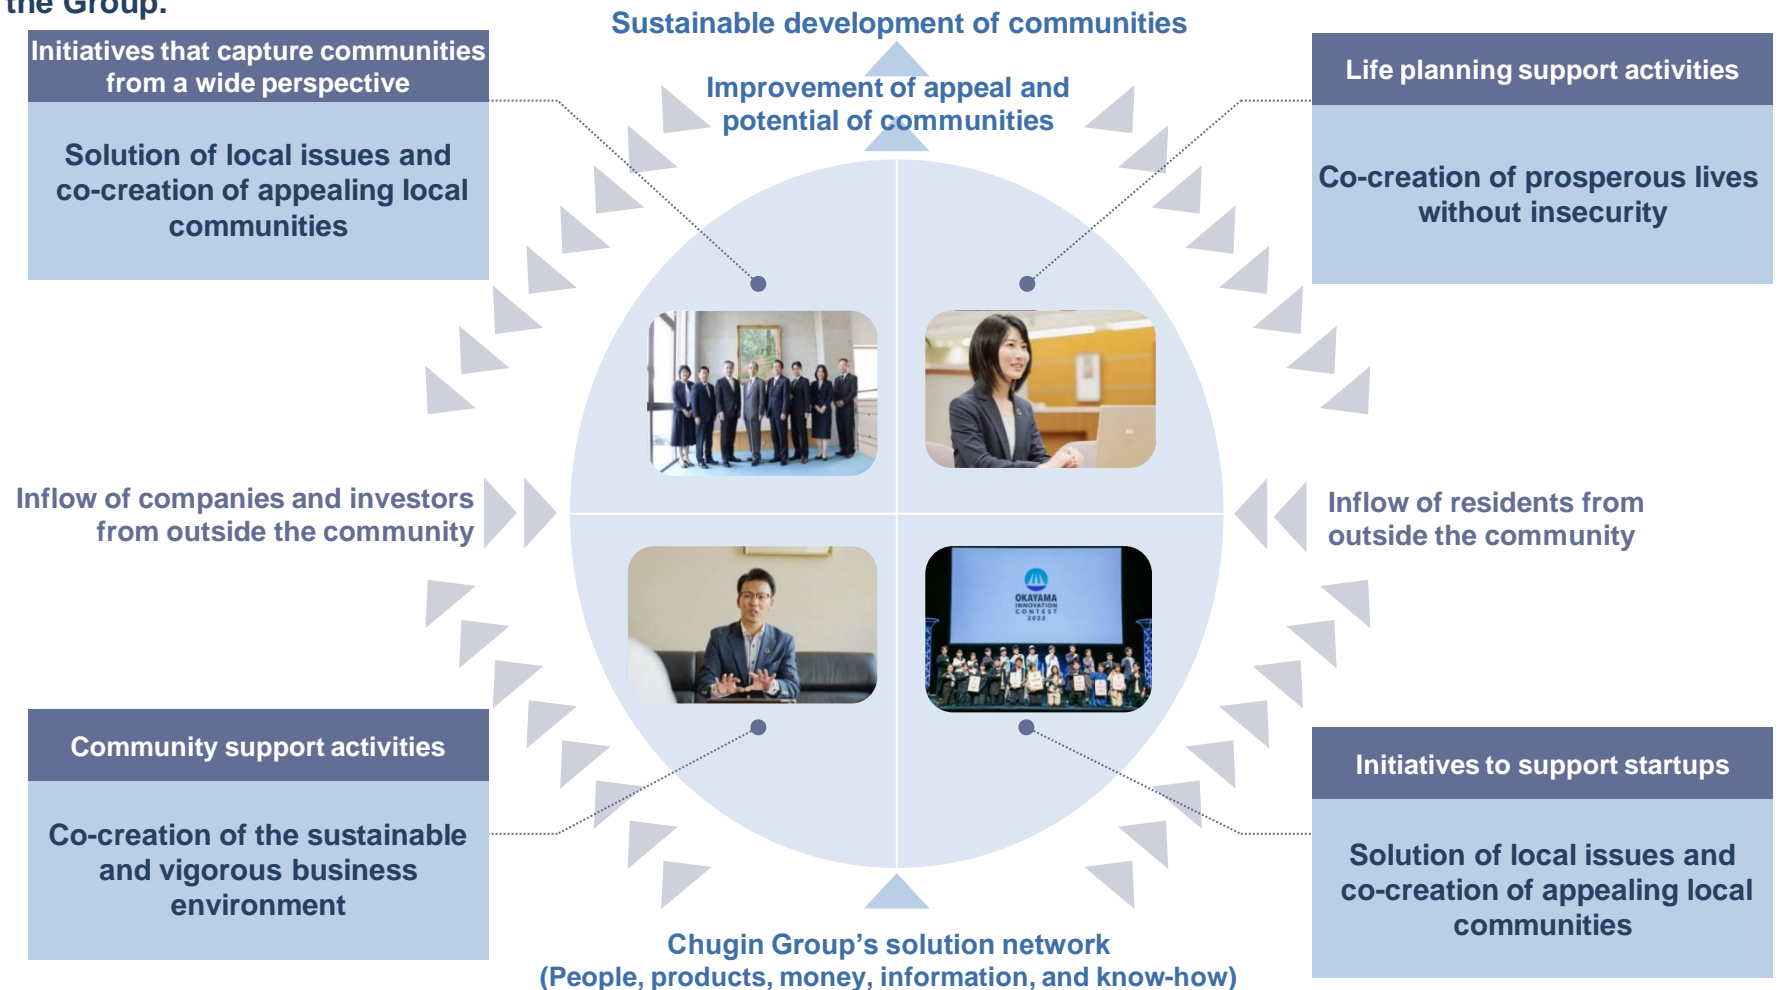 the Group.
Sustainable development of communities
Improvement of appeal and
potential of communities
Initiatives that capture communities
from a wide perspective
Solution of local issues and
co-creation of appealing local
communities
Life planning support activities
Co-creation of prosperous lives
without insecurity
Inflow of companies and investors
from outside the community
Inflow of residents from
outside the community
OKAYAMA
INNOVATION
CONTEST
2022
Community support activities
Co-creation of the sustainable
and vigorous business
environment
Initiatives to support startups
Solution of local issues and
co-creation of appealing local
communities
Chugin Group’s solution network
(People, products, money, information, and know-how)